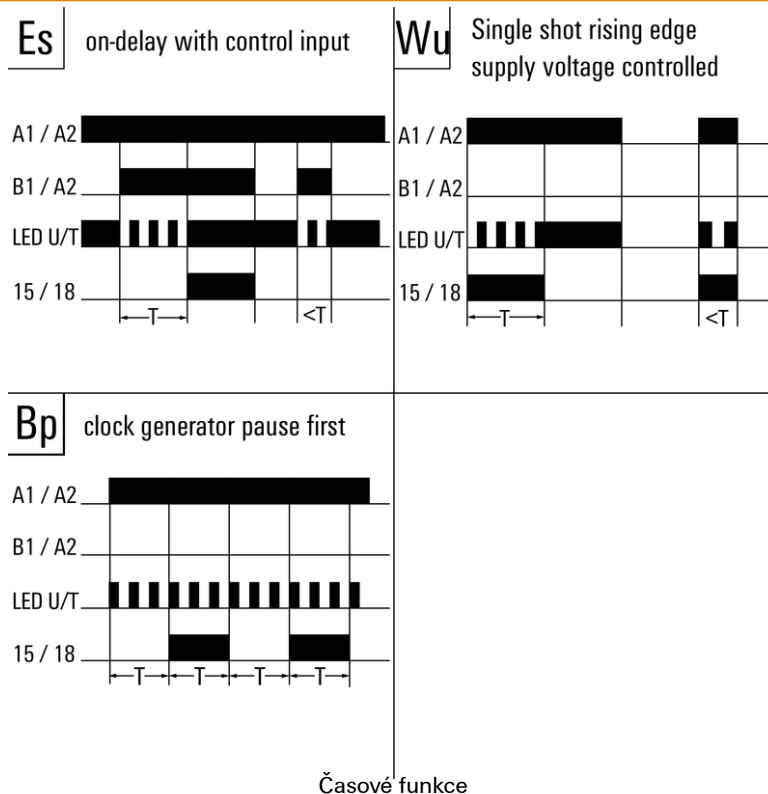 Es on-delay with control input
A1 / A2
B1 / A2
LED U/T
15 / 18
T
<T
Wu Single shot rising edge
supply voltage controlled
A1 / A2
B1 / A2
LED U/T
15 / 18
T
<T
Bp clock generator pause first
A1 / A2
B1 / A2
LED U/T
15 / 18
T T T T
Časové funkce